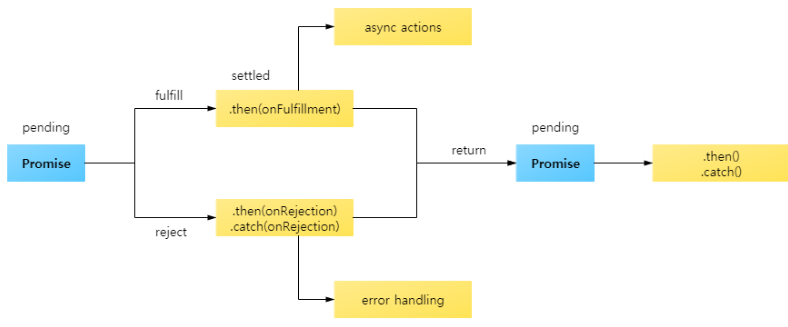 async actions
settled
fulfill
.then(onFulfillment)
pending
Promise
return
pending
Promise
.then()
.catch()
.then(onRejection)
.catch(onRejection)
reject
error handling